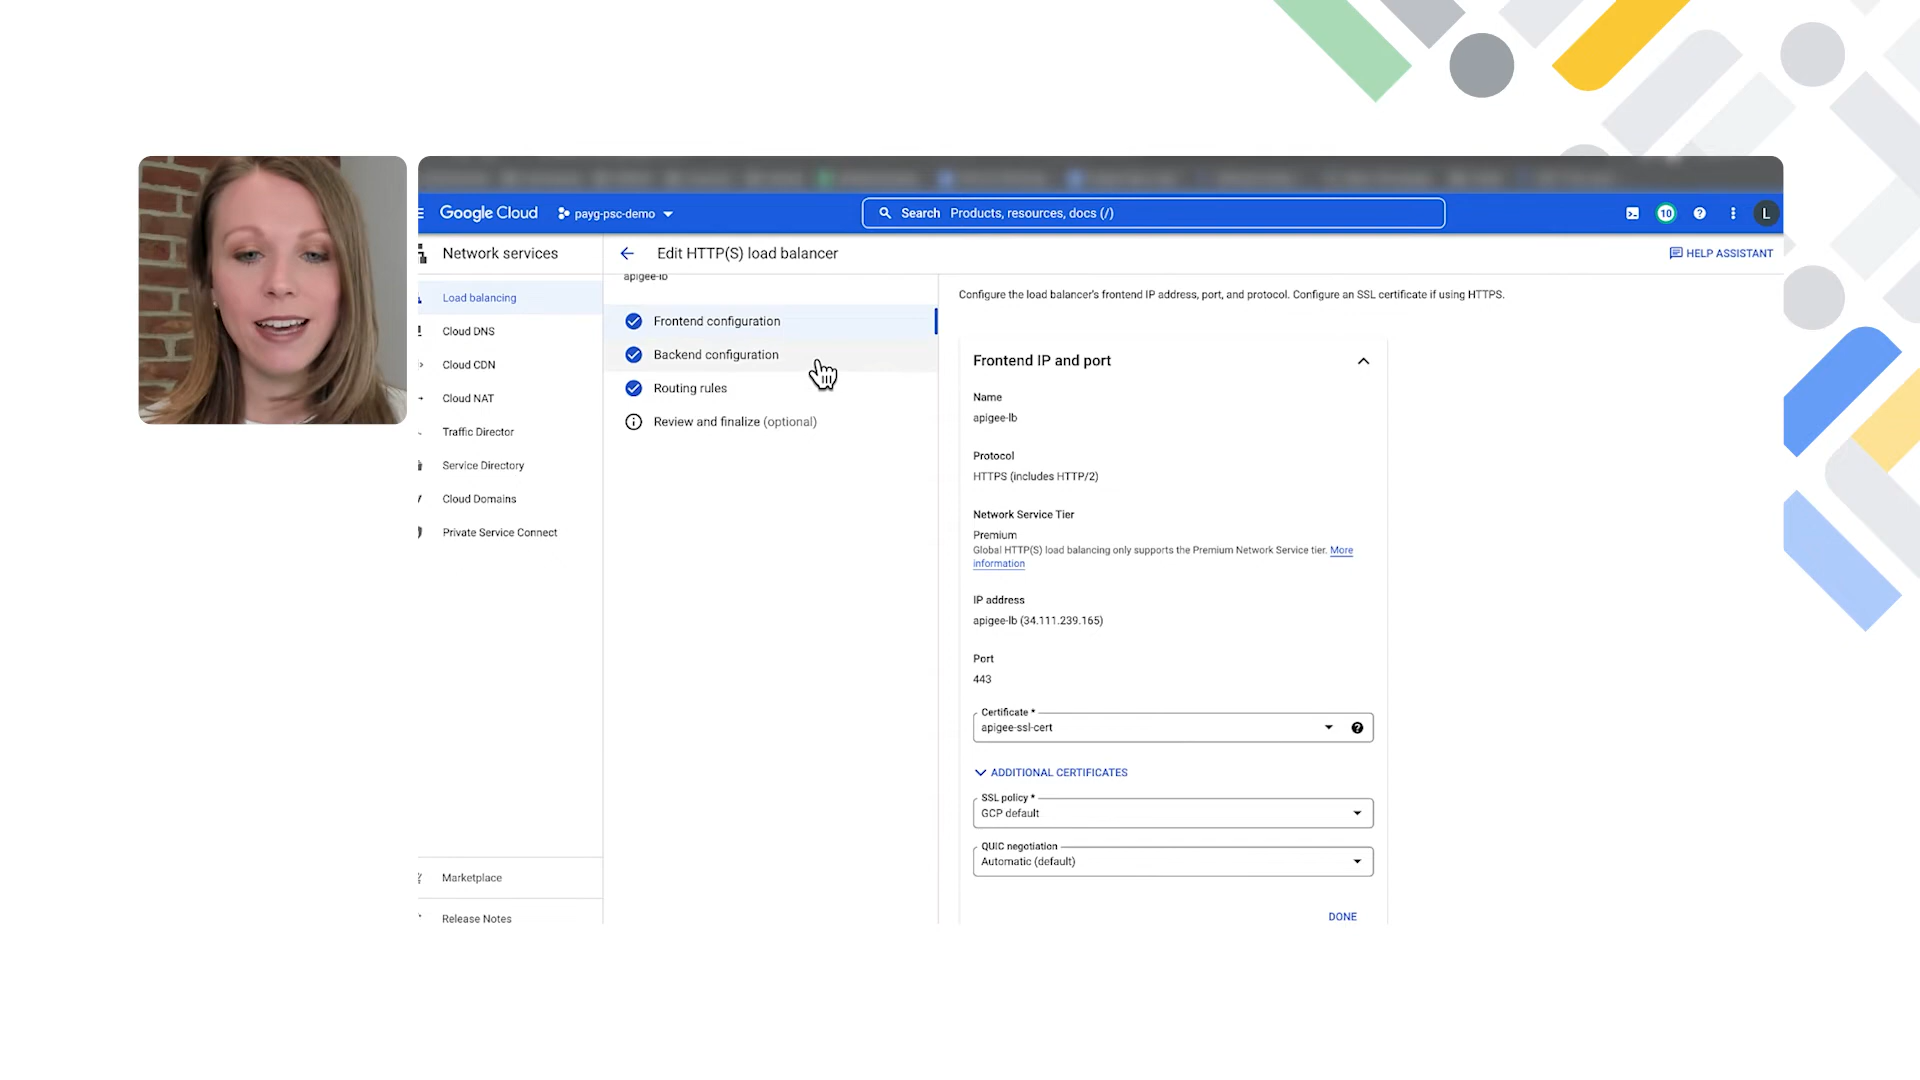 Google Cloud
payg-psc-demo
Search Products, resources, docs (/)
10
L
Network services
Edit HTTP(S) load balancer
HELP ASSISTANT
apigee-lb
Load balancing
Cloud DNS
Cloud CDN
Cloud NAT
Traffic Director
Service Directory
Cloud Domains
Private Service Connect
Marketplace
Release Notes
Frontend configuration
Backend configuration
Routing rules
Review and finalize (optional)
Configure the load balancer's frontend IP address, port, and protocol. Configure an SSL certificate if using HTTPS.
Frontend IP and port
Name
apigee-lb
Protocol
HTTPS (includes HTTP/2)
Network Service Tier
Premium
Global HTTP(S) load balancing only supports the Premium Network Service tier. More
information
IP address
apigee-lb (34.111.239.165)
Port
443
Certificate *
apigee-ssl-cert
ADDITIONAL CERTIFICATES
SSL policy *
GCP default
QUIC negotiation
Automatic (default)
DONE